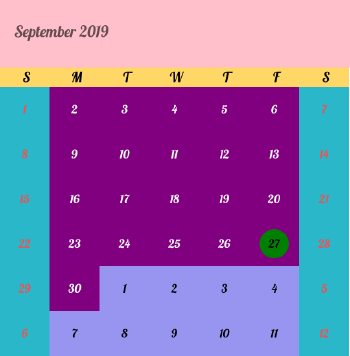 September 2019
S M T W T F S
1 2 3 4 5 6 7
8 9 10 11 12 13 14
15 16 17 18 19 20 21
22 23 24 25 26 27 28
29 30 1 2 3 4 5
6 7 8 9 10 11 12